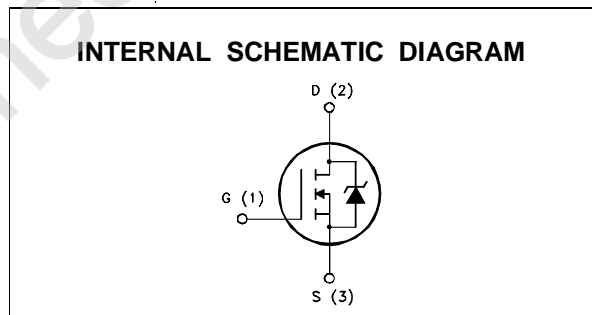 INTERNAL SCHEMATIC DIAGRAM
D (2)
G (1)
S (3)